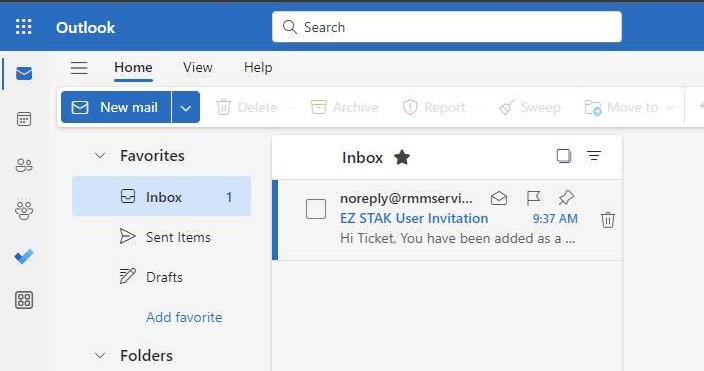 Outlook
Search
Home View Help
New mail Delete Archive Report Sweep Move to
Favorites
Inbox 1
Sent Items
Drafts
Add favorite
Folders
Inbox
noreply@rmmservi...
EZ STAK User Invitation 9:37 AM
Hi Ticket, You have been added as a ...